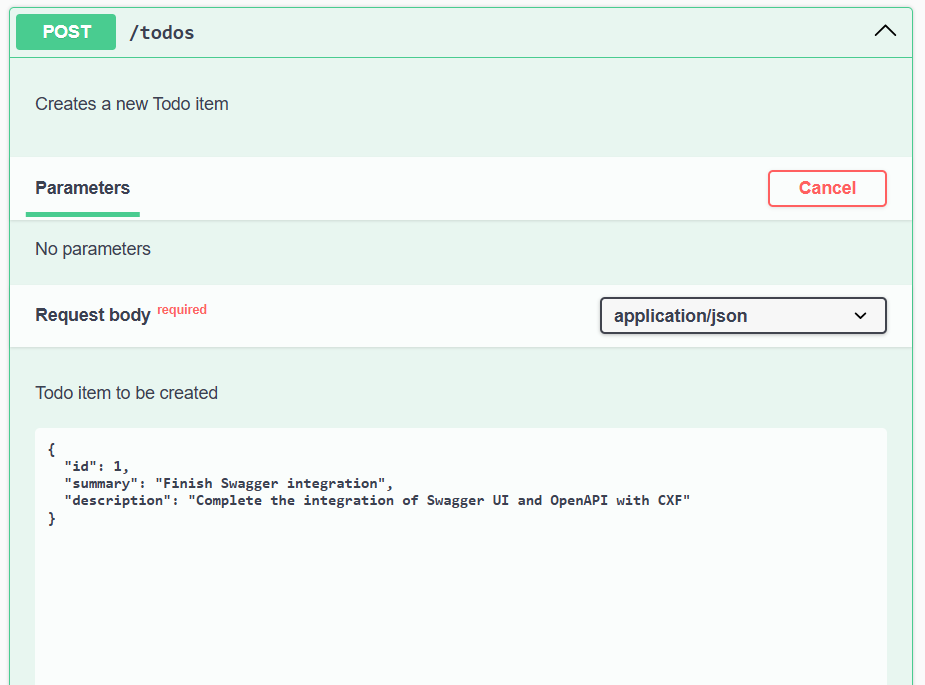 POST /todos
Creates a new Todo item
Parameters Cancel
No parameters
Request body required application/json
Todo item to be created
{
  "id": 1,
  "summary": "Finish Swagger integration",
  "description": "Complete the integration of Swagger UI and OpenAPI with CXF"
}